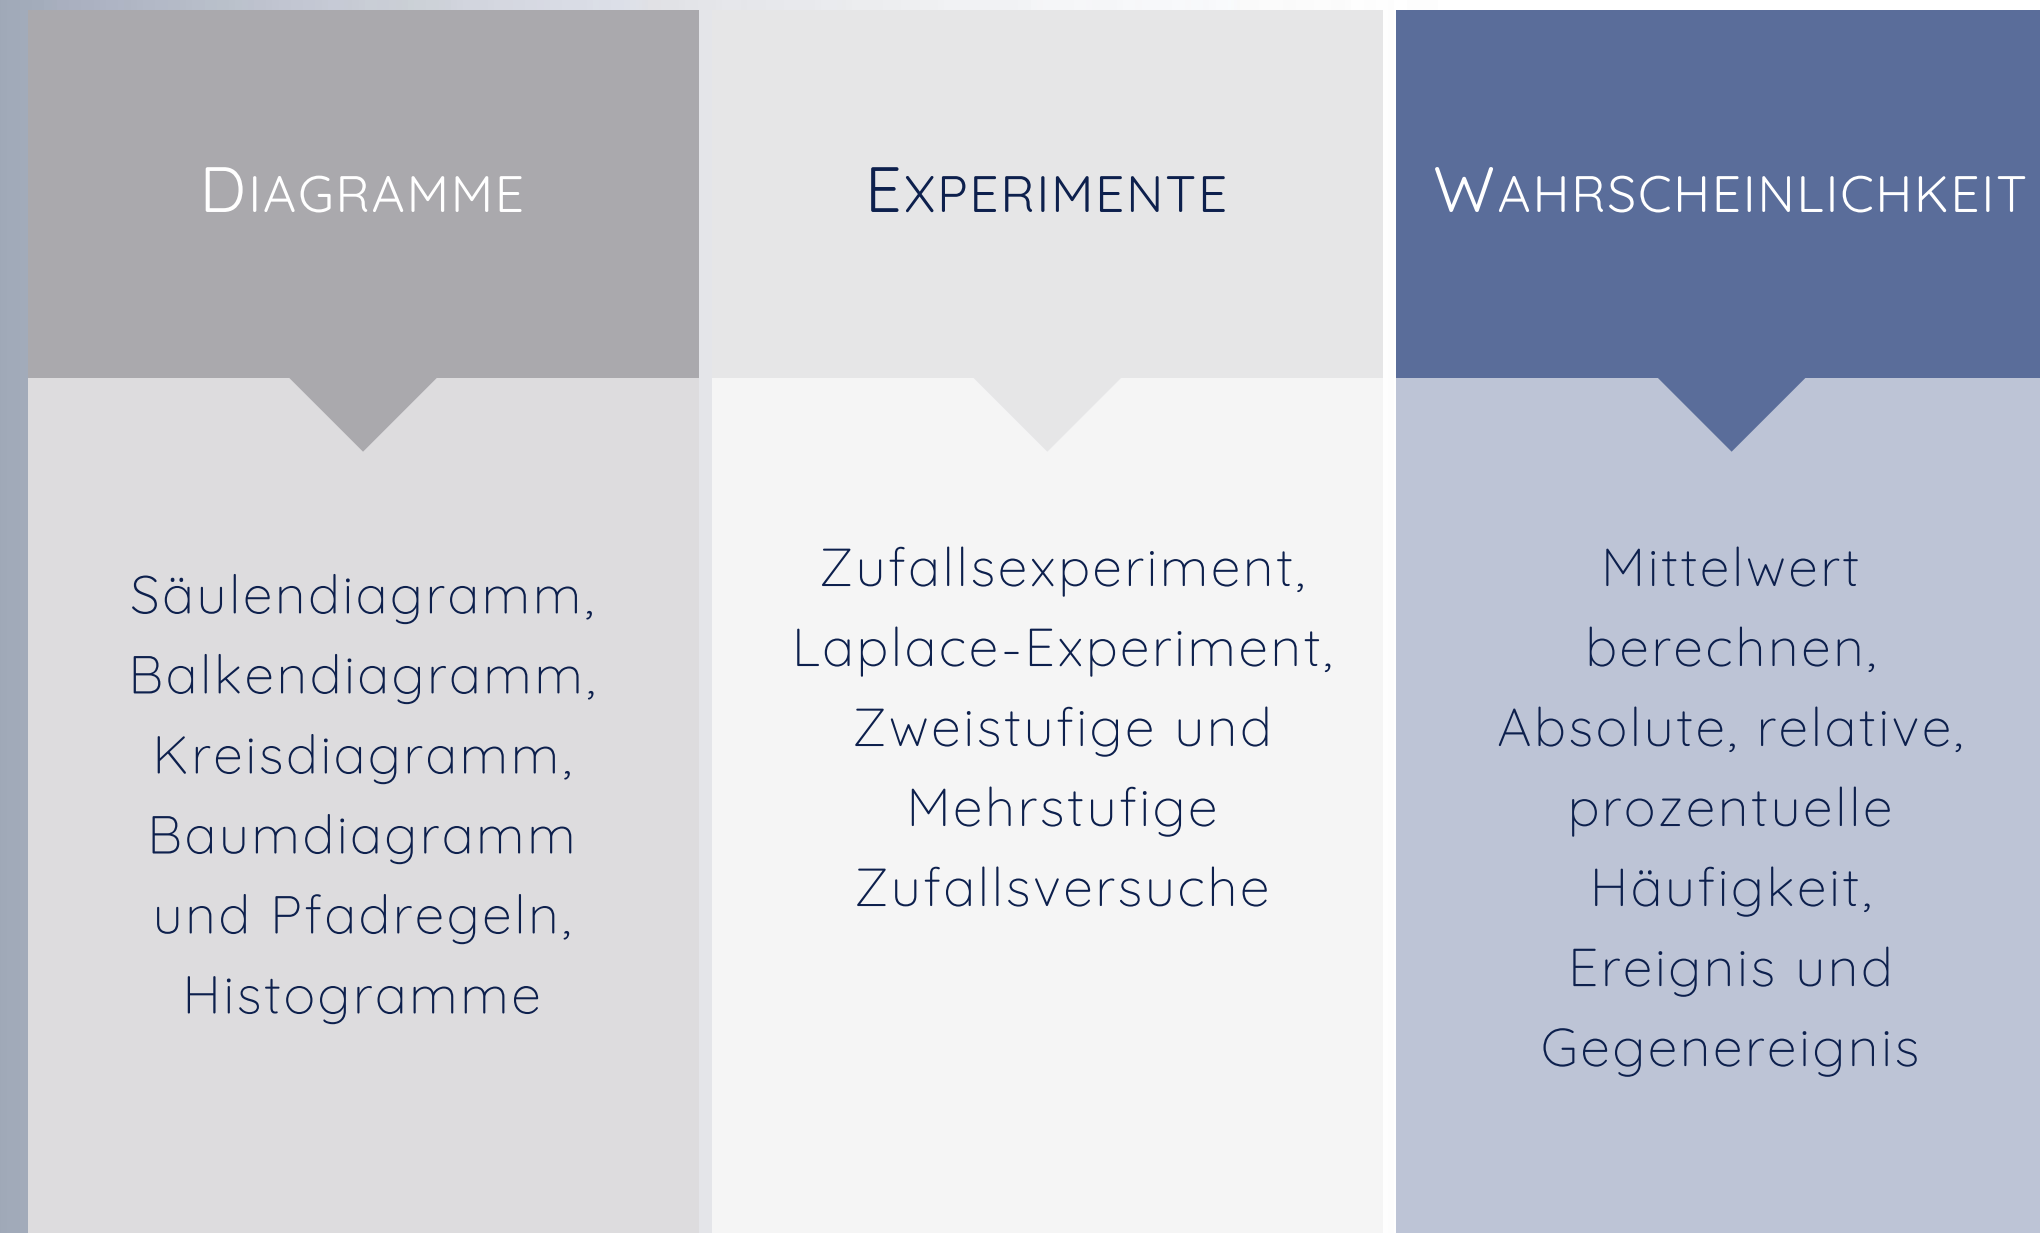 DIAGRAMME
Säulendiagramm,
Balkendiagramm,
Kreisdiagramm,
Baumdiagramm
und Pfadregeln,
Histogramme
EXPERIMENTE
Zufallsexperiment,
Laplace-Experiment,
Zweistufige und
Mehrstufige
Zufallsversuche
WAHRSCHEINLICHKEIT
Mittelwert
berechnen,
Absolute, relative,
prozentuelle
Häufigkeit,
Ereignis und
Gegenereignis